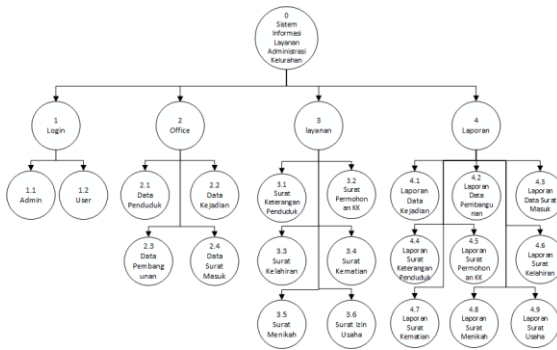 0
Sistem
Informasi
Layanan
Administrasi
Kelurahan
1
Login
2
Office
3
layanan
4
Laporan
1.1
Admin
1.2
User
2.1
Data
Penduduk
2.2
Data
Kejadian
3.1
Surat
Keterangan
Penduduk
3.2
Surat
Permohon
an KK
4.1
Laporan
Data
Kejadian
4.2
Laporan
Data
Pembangu
nan
4.3
Laporan
Data Surat
Masuk
2.3
Data
Pembang
unan
2.4
Data
Surat
Masuk
3.3
Surat
Kelahiran
3.4
Surat
Kematian
4.4
Laporan
Surat
Keterangan
Penduduk
4.5
Laporan
Surat
Permohon
an KK
4.6
Laporan
Surat
Kelahiran
3.5
Surat
Menikah
3.6
Surat Izin
Usaha
4.7
Laporan
Surat
Kematian
4.8
Laporan
Surat
Menikah
4.9
Laporan
Surat
Usaha